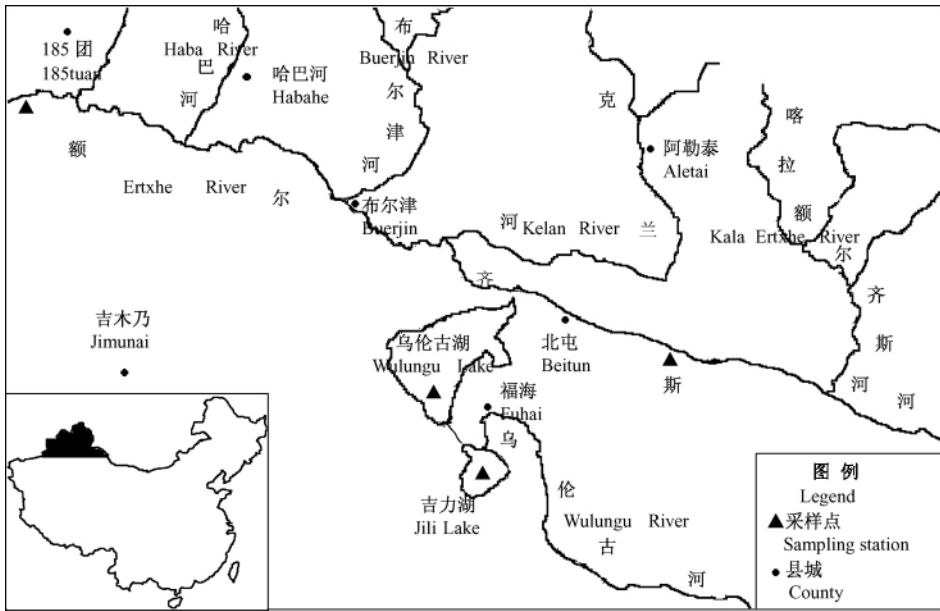 185 团
185tuan
哈
Haba River
巴
河
哈巴河
Habahe
布
Buerjin River
尔
津
河
克
阿勒泰
Aletai
喀
拉
额
Kala Ertxhe River
尔
齐
斯
河
额
Ertxhe River
尔
布尔津
Buerjin
河
Kelan River
兰
齐
吉木乃
Jimunai
乌伦古湖
Wulungu Lake
北屯
Beitun
斯
河
福海
Fuhai
乌
吉力湖
Jili Lake
伦
Wulungu River
古
河
图 例
Legend
采样点
Sampling station
县城
County